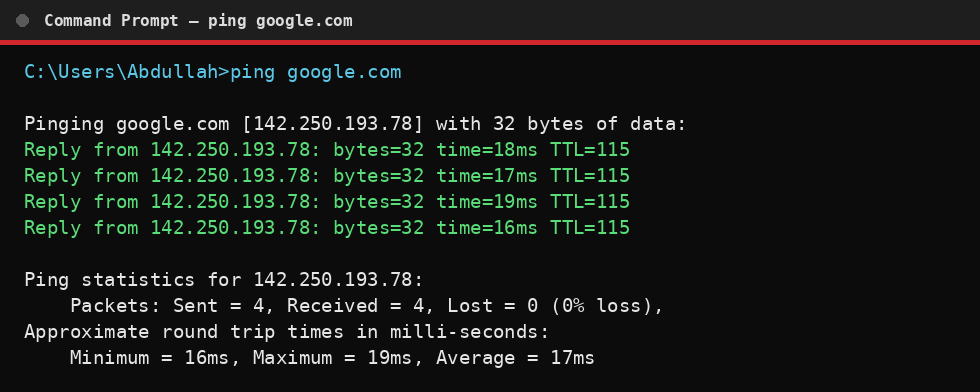 Command Prompt — ping google.com
C:\Users\Abdullah>ping google.com
Pinging google.com [142.250.193.78] with 32 bytes of data:
Reply from 142.250.193.78: bytes=32 time=18ms TTL=115
Reply from 142.250.193.78: bytes=32 time=17ms TTL=115
Reply from 142.250.193.78: bytes=32 time=19ms TTL=115
Reply from 142.250.193.78: bytes=32 time=16ms TTL=115
Ping statistics for 142.250.193.78:
    Packets: Sent = 4, Received = 4, Lost = 0 (0% loss),
Approximate round trip times in milli-seconds:
    Minimum = 16ms, Maximum = 19ms, Average = 17ms